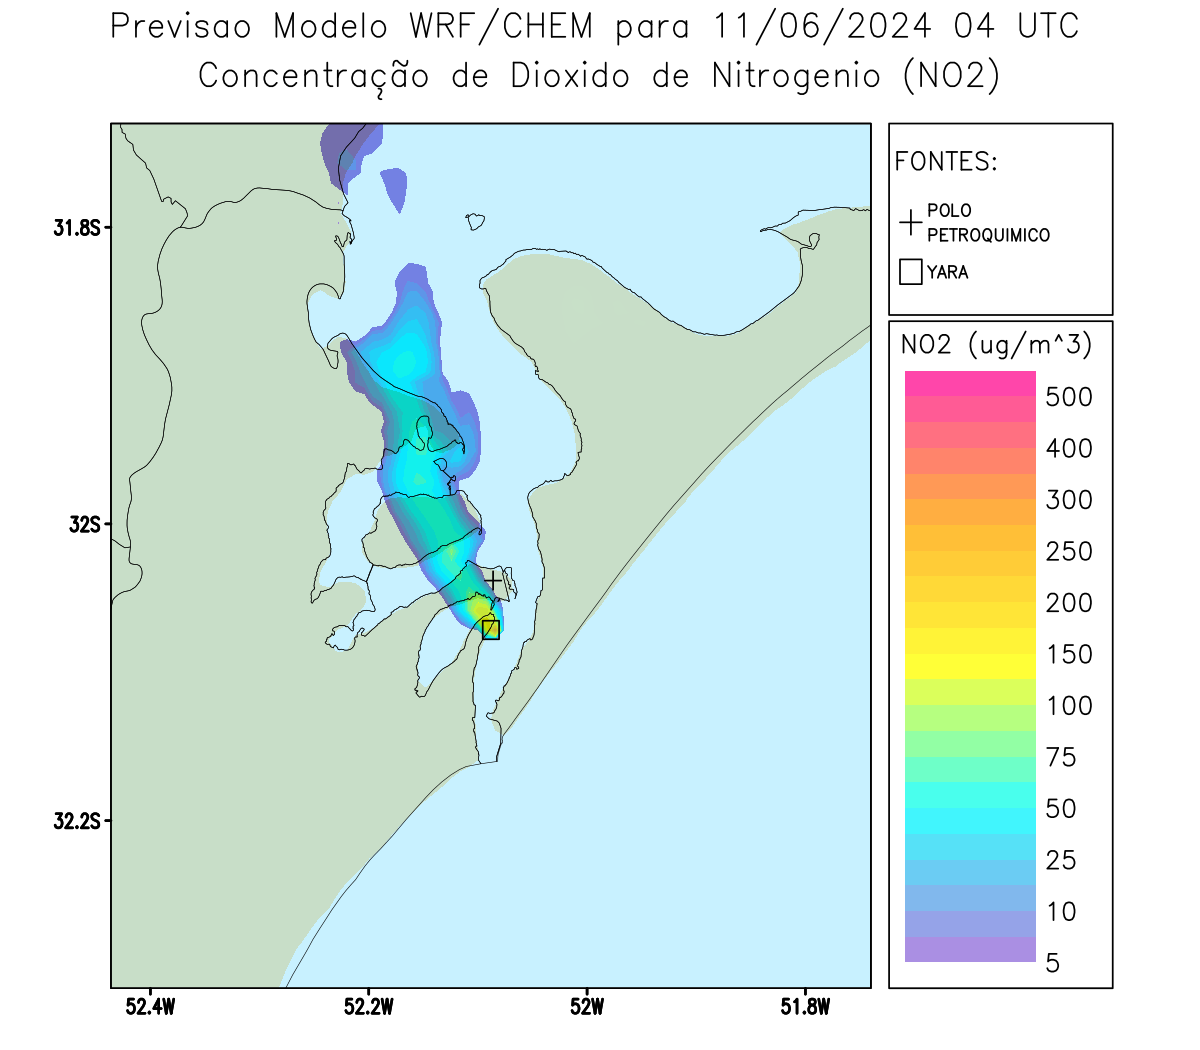 Previsao Modelo WRF/CHEM para 11/06/2024 04 UTC
Concentração de Dioxido de Nitrogenio (NO2)
FONTES:
POLO
PETROQUIMICO
YARA
NO2 (ug/m^3)
500
400
300
250
200
150
100
75
50
25
10
5
31.8S
32S
32.2S
52.4W
52.2W
52W
51.8W